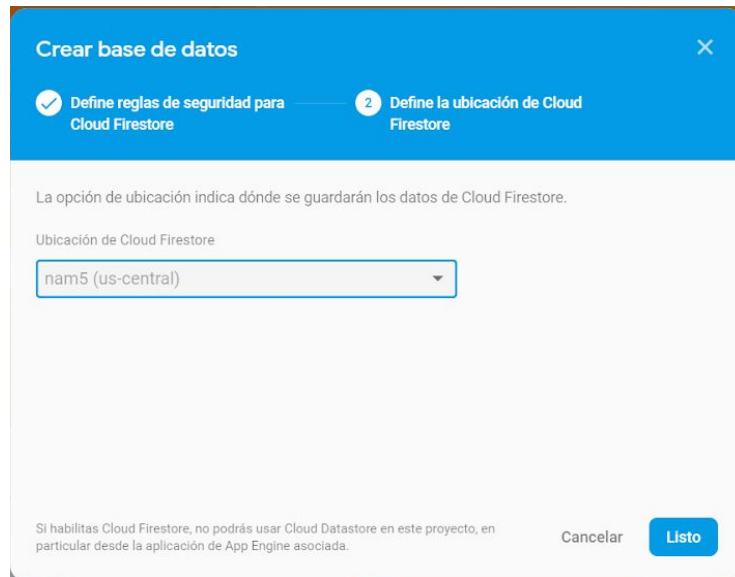 Crear base de datos
Define reglas de seguridad para
Cloud Firestore
2
Define la ubicación de Cloud
Firestore
La opción de ubicación indica dónde se guardarán los datos de Cloud Firestore.
Ubicación de Cloud Firestore
nam5 (us-central)
Si habilitas Cloud Firestore, no podrás usar Cloud Datastore en este proyecto, en
particular desde la aplicación de App Engine asociada.
Cancelar
Listo